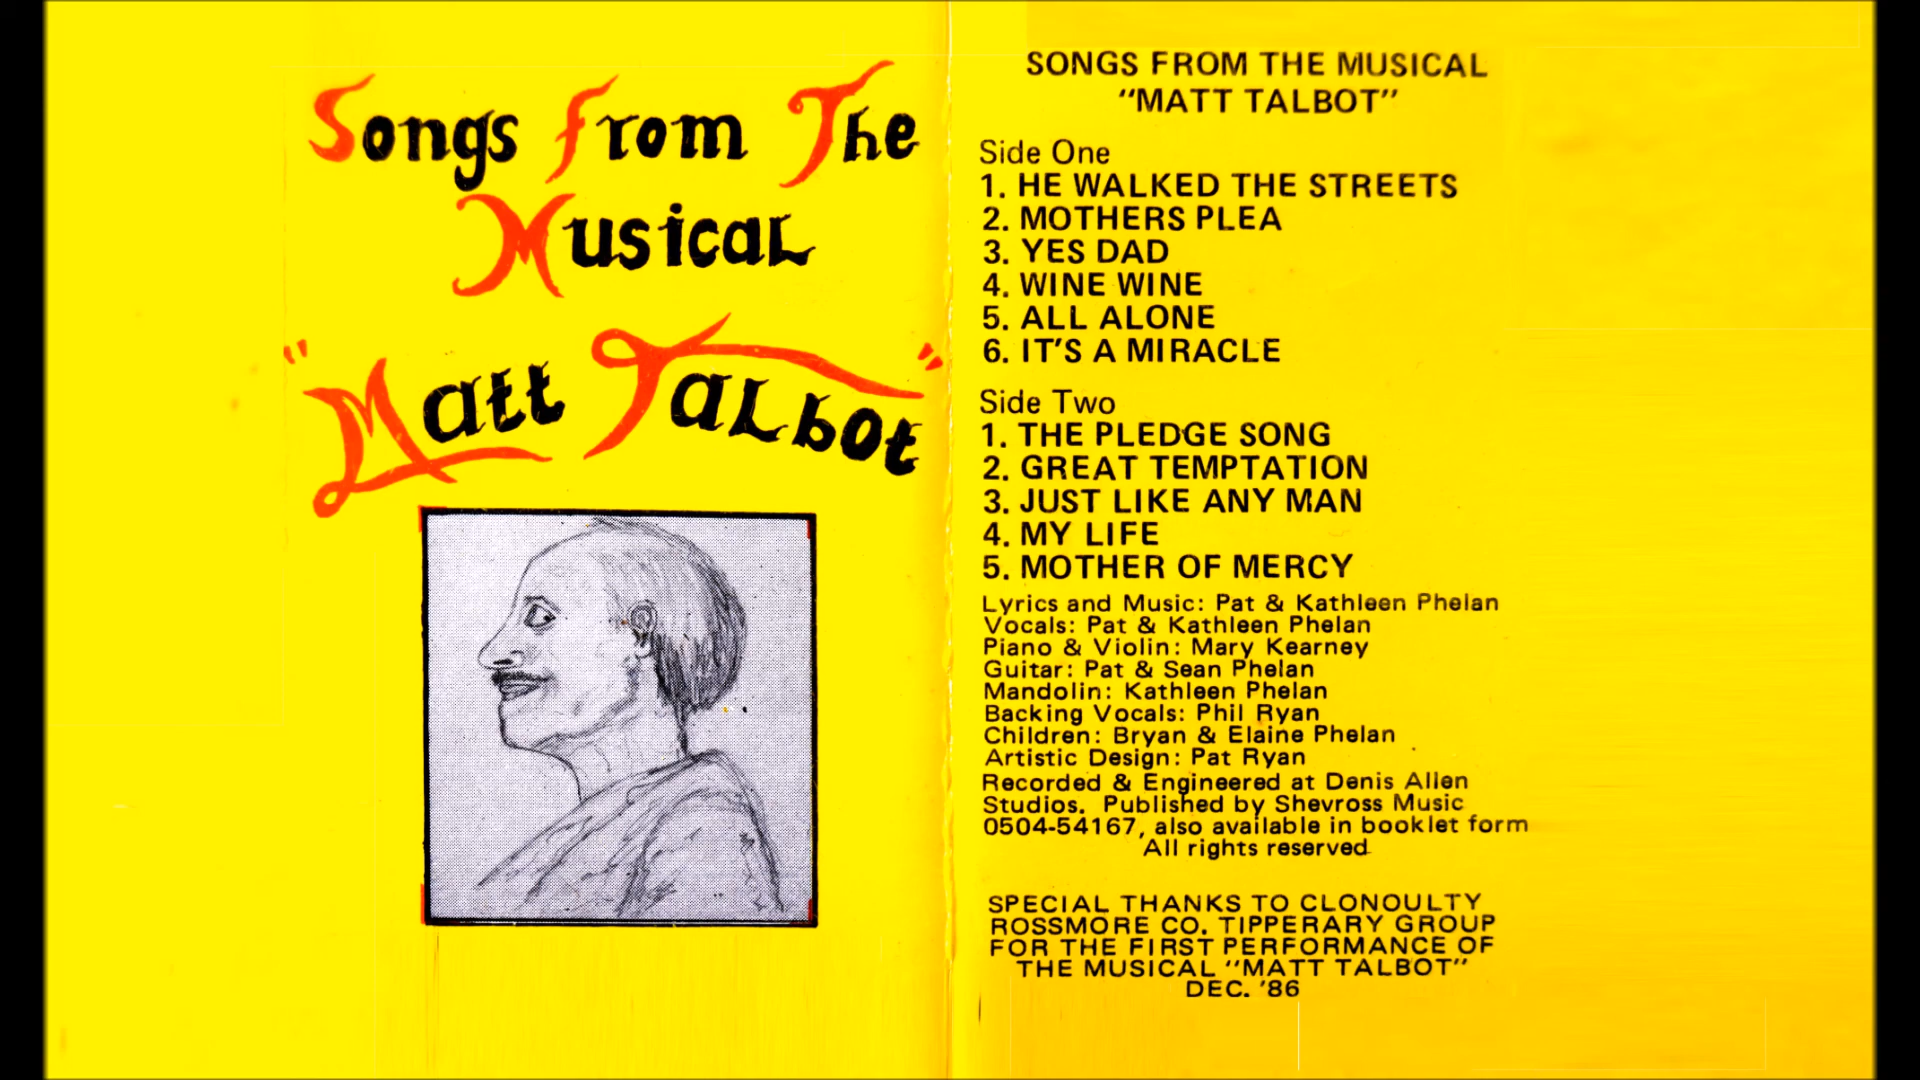 Songs From The
Musical
"Matt Talbot"
SONGS FROM THE MUSICAL
"MATT TALBOT"
Side One
1. HE WALKED THE STREETS
2. MOTHERS PLEA
3. YES DAD
4. WINE WINE
5. ALL ALONE
6. IT'S A MIRACLE
Side Two
1. THE PLEDGE SONG
2. GREAT TEMPTATION
3. JUST LIKE ANY MAN
4. MY LIFE
5. MOTHER OF MERCY
Lyrics and Music: Pat & Kathleen Phelan
Vocals: Pat & Kathleen Phelan
Piano & Violin: Mary Kearney
Guitar: Pat & Sean Phelan
Mandolin: Kathleen Phelan
Backing Vocals: Phil Ryan
Children: Bryan & Elaine Phelan
Artistic Design: Pat Ryan
Recorded & Engineered at Denis Allen
Studios. Published by Shevross Music
0504-54167, also available in booklet form
All rights reserved
SPECIAL THANKS TO CLONOULTY
ROSSMORE CO. TIPPERARY GROUP
FOR THE FIRST PERFORMANCE OF
THE MUSICAL "MATT TALBOT"
DEC. '86